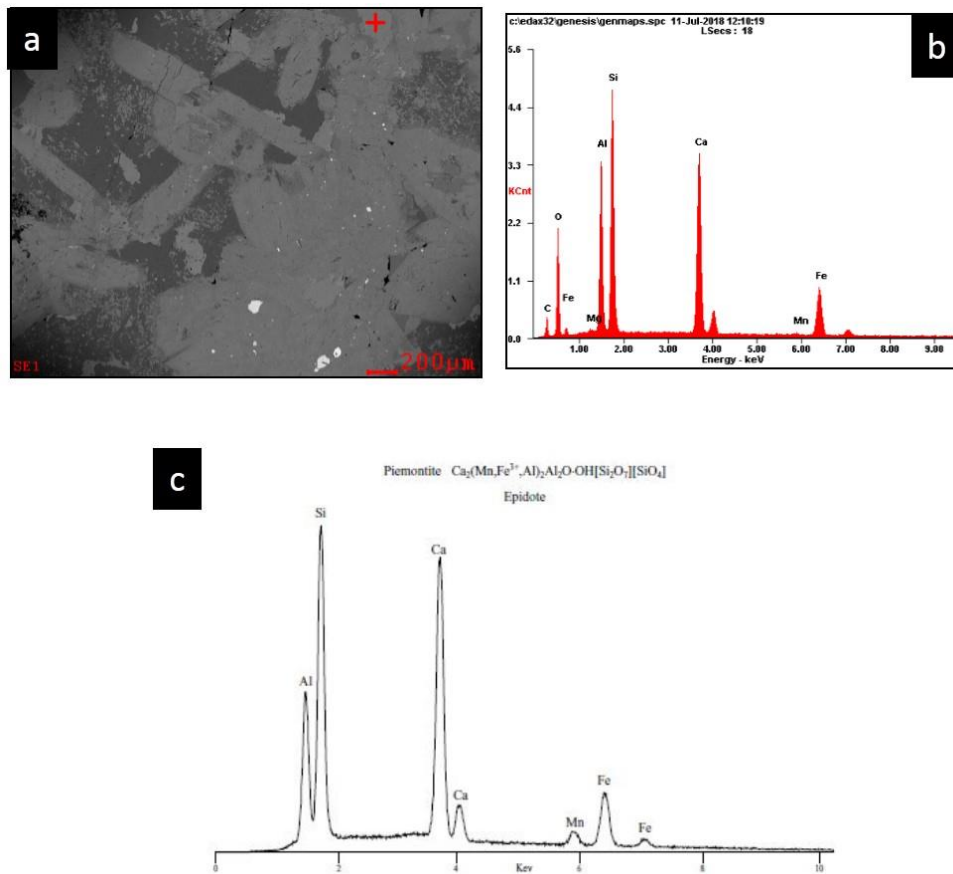 a
SE1
200µm
c:\edax32\genesis\genmaps.spc 11-Jul-2018 12:18:19
LSecs : 18
b
5.6
4.4
3.3
KCnt
2.2
1.1
0.0
C
O
Fe
Mg
Al
Si
Ca
Mn
Fe
1.00 2.00 3.00 4.00 5.00 6.00 7.00 8.00 9.00
Energy - keV
c
Piemontite Ca₂(Mn,Fe³⁺,Al)₂Al₂O·OH[Si₂O₇][SiO₄]
Epidote
Al
Si
Ca
Ca
Mn
Fe
Fe
0 2 4 6 8 10
Kev